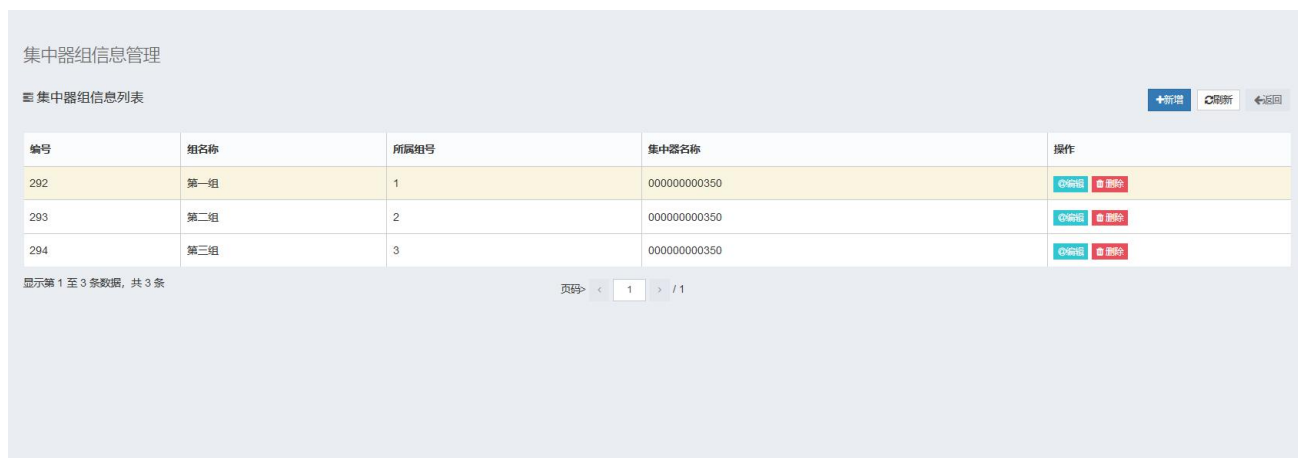 集中器组信息管理
集中器组信息列表
新增 刷新 返回
编号 组名称 所属组号 集中器名称 操作
292 第一组 1 000000000350 @编辑 删除
293 第二组 2 000000000350 @编辑 删除
294 第三组 3 000000000350 @编辑 删除
显示第 1 至 3 条数据，共 3 条 页码> ‹ 1 › / 1